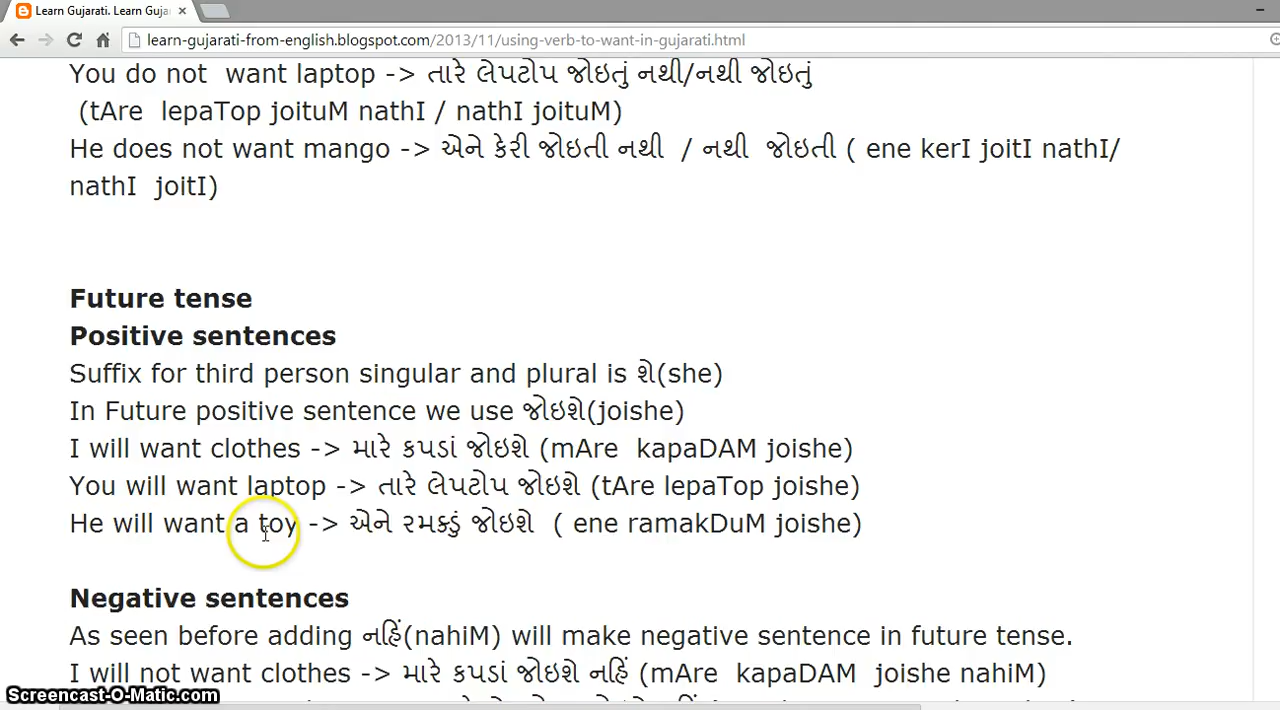 Learn Gujarati. Learn Guja
learn-gujarati-from-english.blogspot.com/2013/11/using-verb-to-want-in-gujarati.html
You do not want laptop -> તારે લેપટોપ જોઇતું નથી/નથી જોઇતું
(tAre lepaTop joituM nathI / nathI joituM)
He does not want mango -> એને કેરી જોઇતી નથી / નથી જોઇતી ( ene kerI joitI nathI/
nathI joitI)
Future tense
Positive sentences
Suffix for third person singular and plural is શે(she)
In Future positive sentence we use જોઇશે(joishe)
I will want clothes -> મારે કપડાં જોઇશે (mAre kapaDAM joishe)
You will want laptop -> તારે લેપટોપ જોઇશે (tAre lepaTop joishe)
He will want a toy -> એને રમક્ડું જોઇશે ( ene ramakDuM joishe)
Negative sentences
As seen before adding નહિં(nahiM) will make negative sentence in future tense.
I will not want clothes -> મારે કપડાં જોઇશે નહિં (mAre kapaDAM joishe nahiM)
Screencast-O-Matic.com